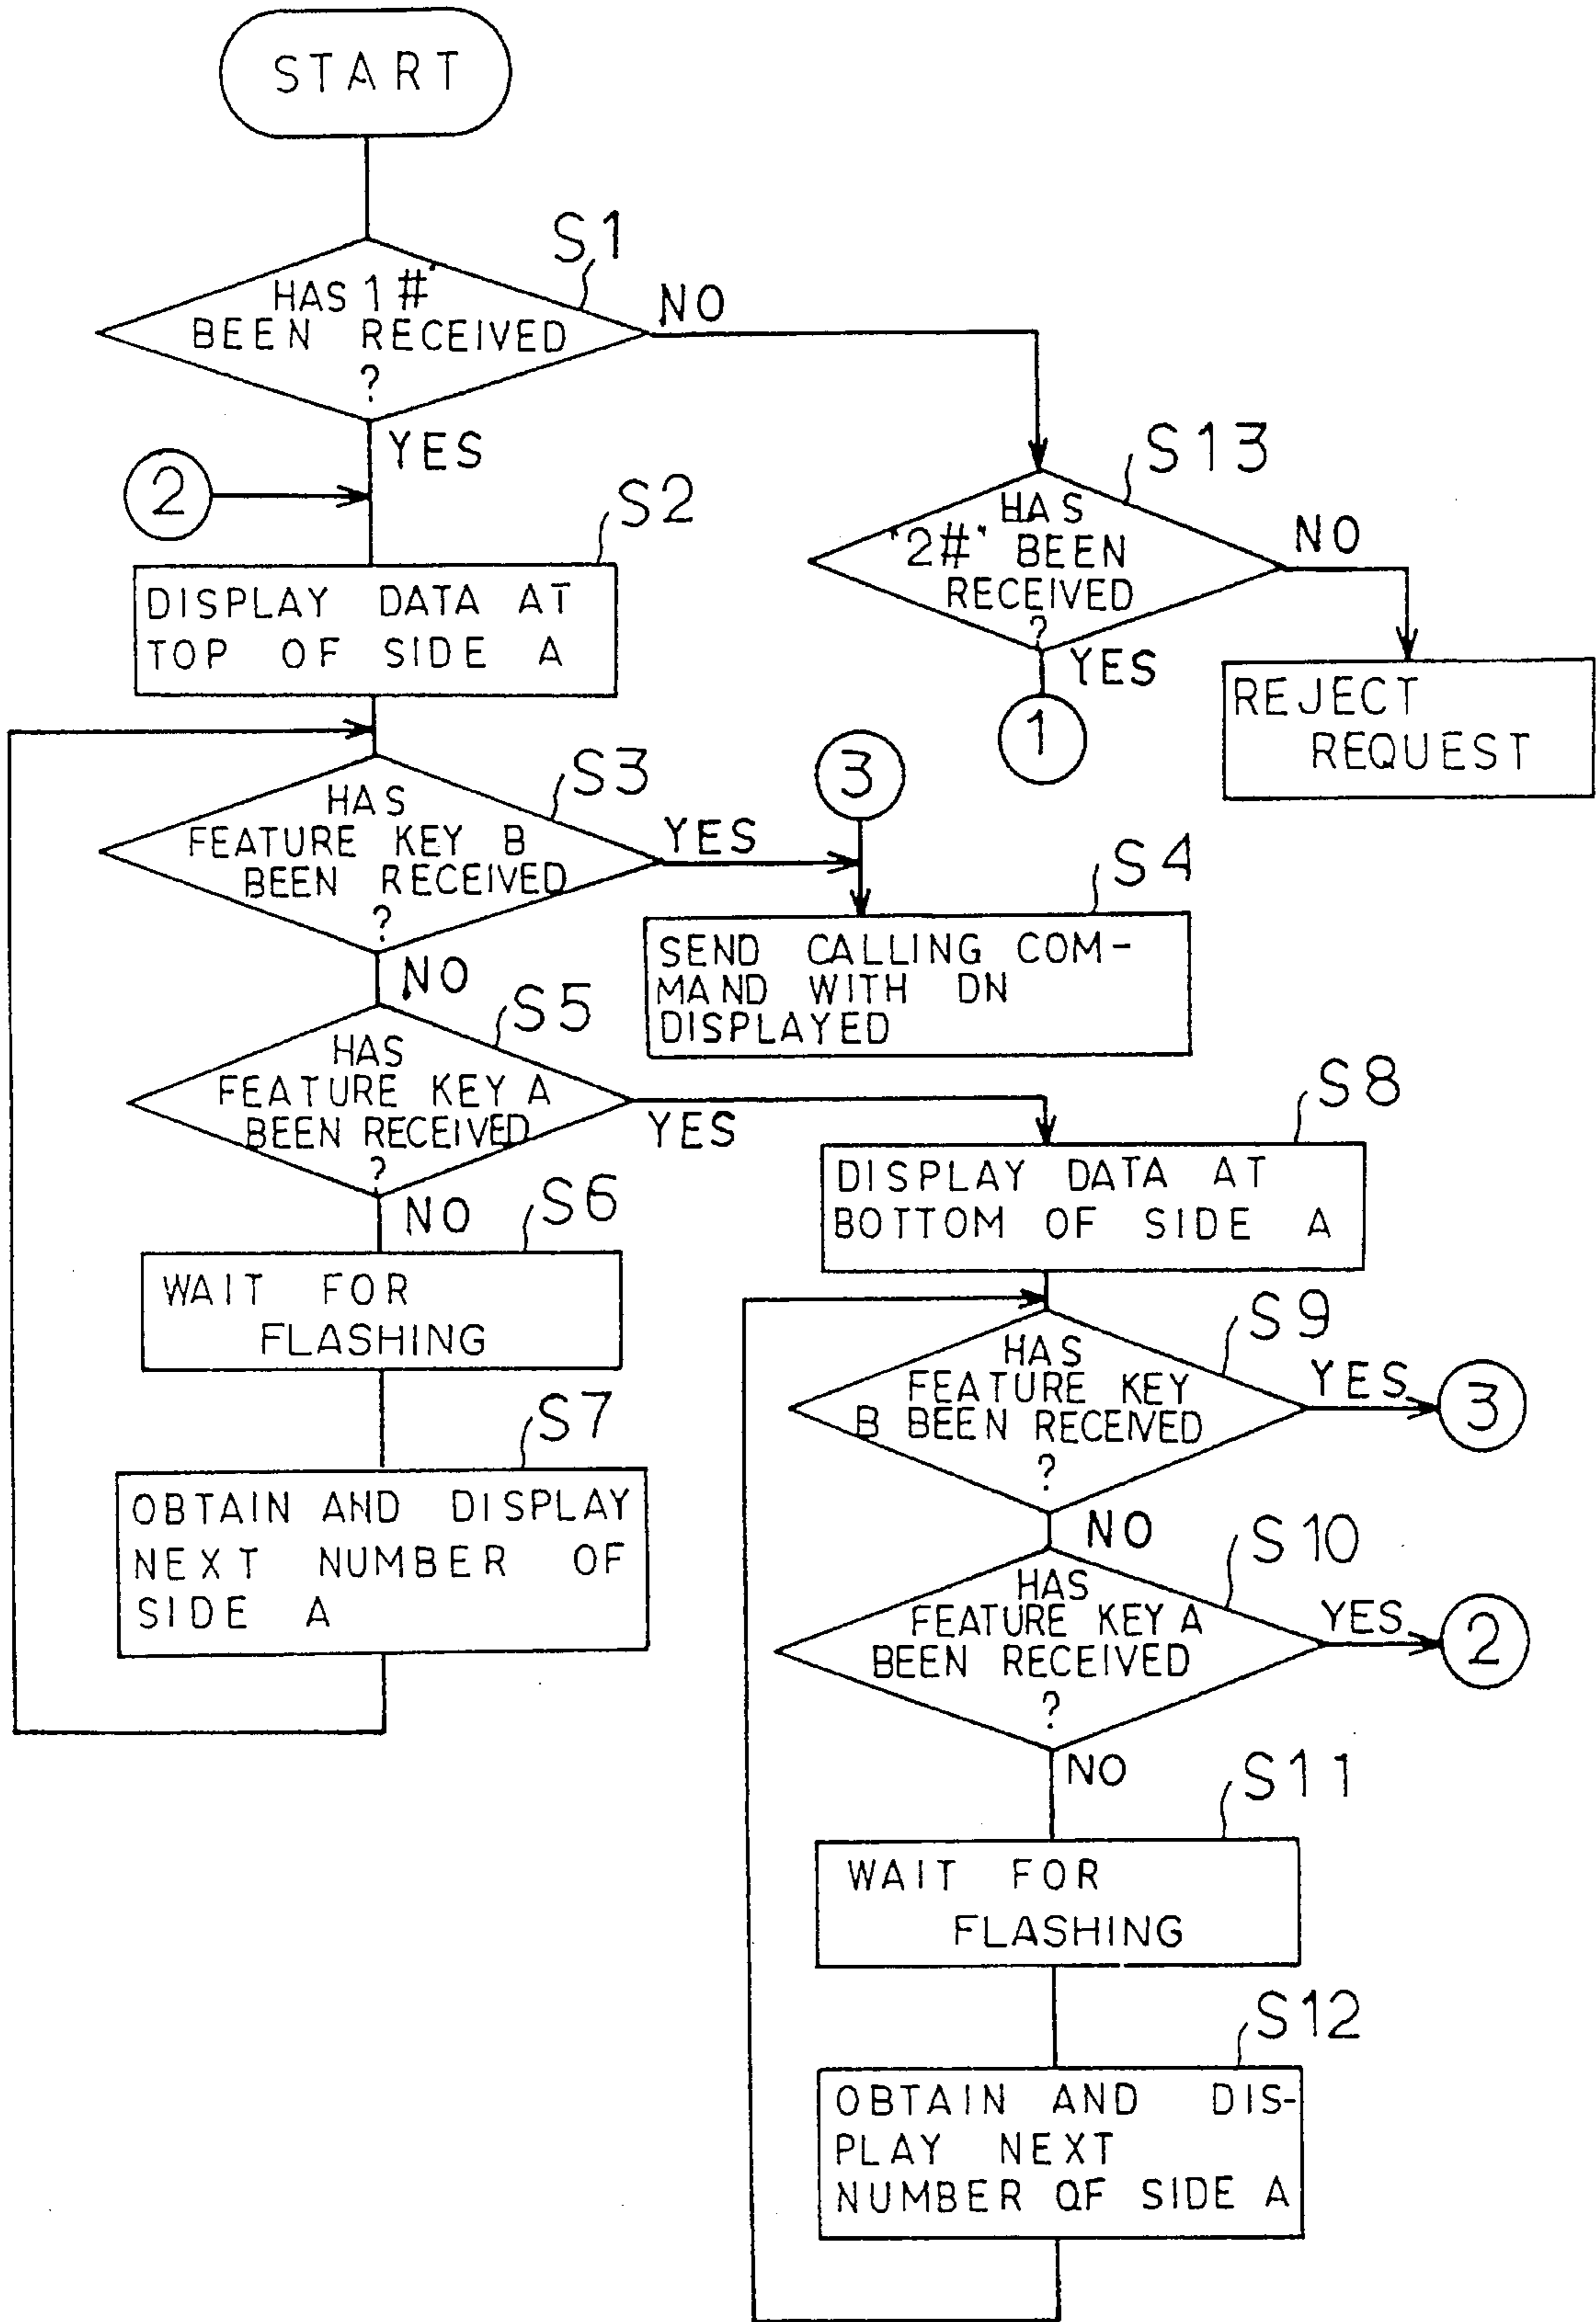 START
S1
HAS 1#"
BEEN RECEIVED
?
NO
YES
2
S2
DISPLAY DATA AT
TOP OF SIDE A
S13
HAS
"2#" BEEN
RECEIVED
?
NO
YES
1
REJECT
REQUEST
S3
HAS
FEATURE KEY B
BEEN RECEIVED
?
YES
NO
3
S4
SEND CALLING COM-
MAND WITH DN
DISPLAYED
S5
HAS
FEATURE KEY A
BEEN RECEIVED
?
YES
NO
S6
WAIT FOR
FLASHING
S7
OBTAIN AND DISPLAY
NEXT NUMBER OF
SIDE A
S8
DISPLAY DATA AT
BOTTOM OF SIDE A
S9
HAS
FEATURE KEY
B BEEN RECEIVED
?
YES
3
NO
S10
HAS
FEATURE KEY A
BEEN RECEIVED
?
YES
2
NO
S11
WAIT FOR
FLASHING
S12
OBTAIN AND DIS-
PLAY NEXT
NUMBER OF SIDE A